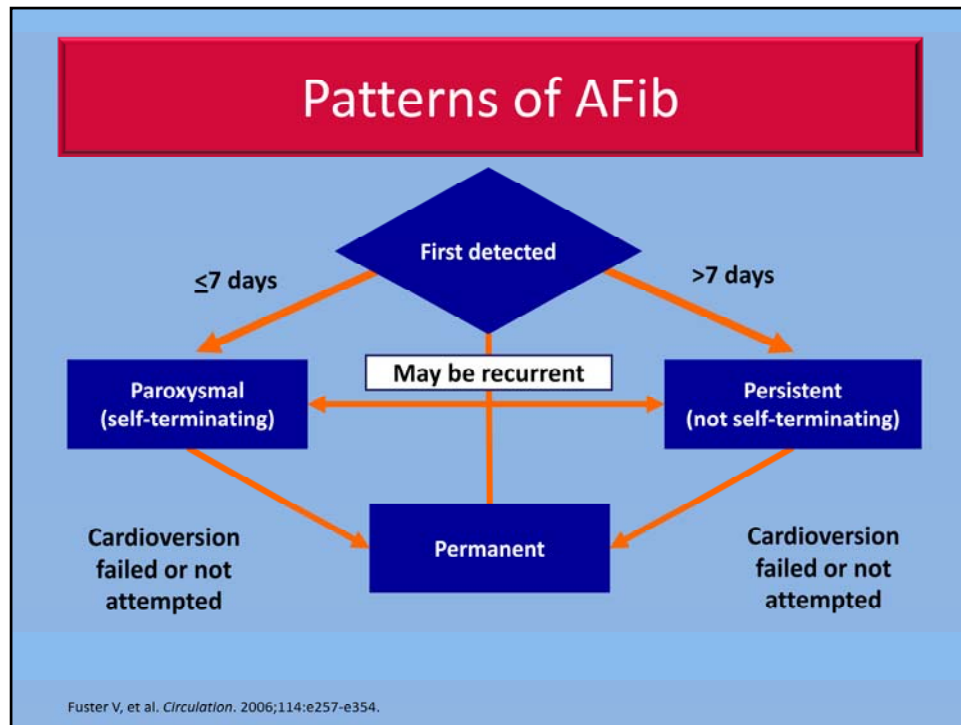 Patterns of AFib
First detected
≤7 days
>7 days
May be recurrent
Paroxysmal
(self-terminating)
Persistent
(not self-terminating)
Cardioversion
failed or not
attempted
Permanent
Cardioversion
failed or not
attempted
Fuster V, et al. Circulation. 2006;114:e257-e354.